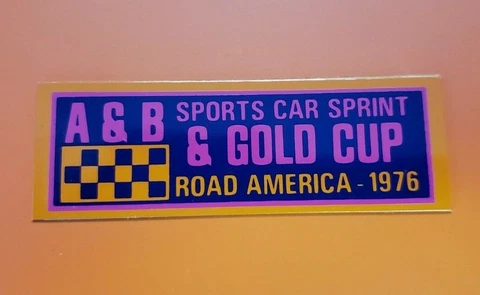 A & B
SPORTS CAR SPRINT
& GOLD CUP
ROAD AMERICA - 1976